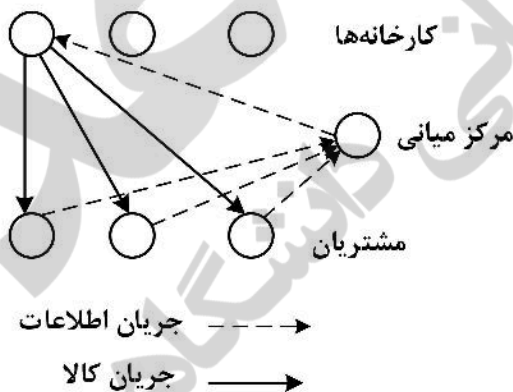 کارخانه‌ها
مرکز میانی
مشتریان
جریان اطلاعات
جریان کالا